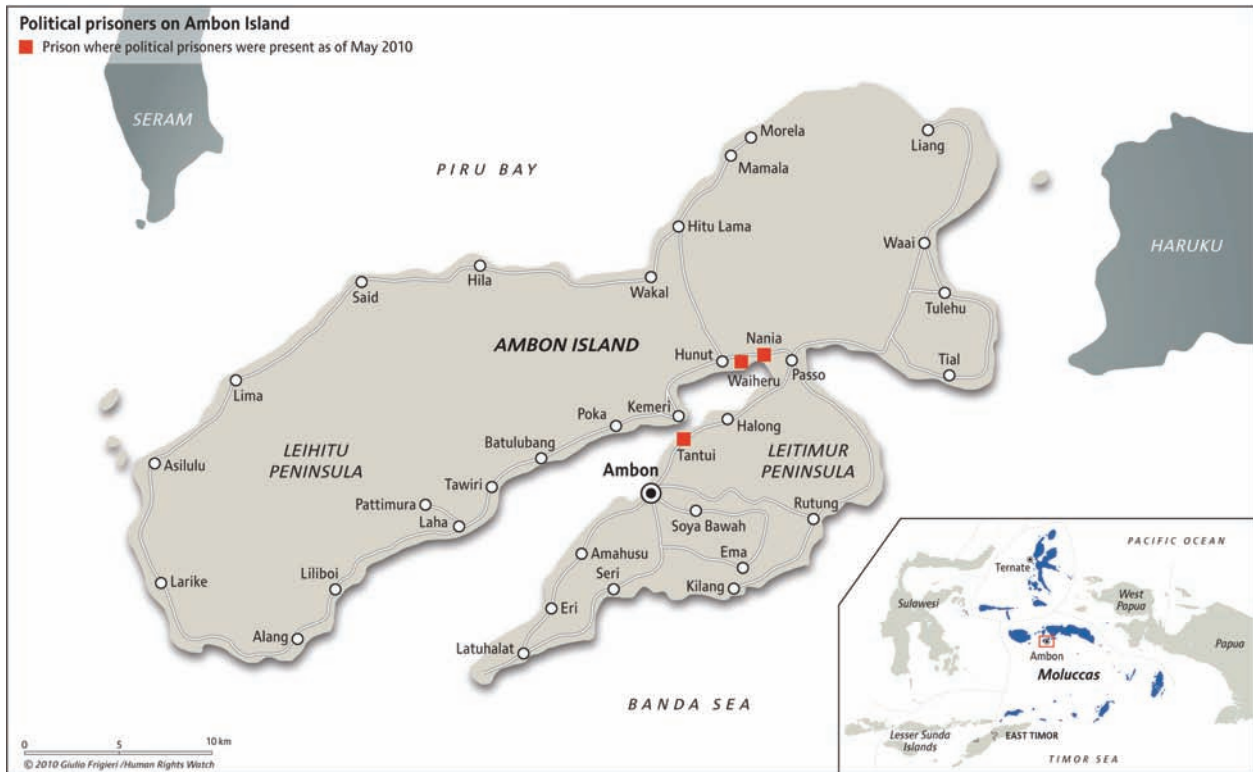 Political prisoners on Ambon Island
Prison where political prisoners were present as of May 2010
SERAM
PIRU BAY
Morela
Mamala
Liang
Hitu Lama
Waai
HARUKU
Hila
Said
Wakal
Tulehu
AMBON ISLAND
Hunut
Nania
Waiheru
Passo
Tial
Lima
Kemeri
Poka
Halong
Batulubang
Tantui
LEIHITU
PENINSULA
LEITIMUR
PENINSULA
Asilulu
Ambon
Tawiri
Pattimura
Laha
Rutung
Soya Bawah
Amahusu
Ema
Larike
Liliboi
Seri
Kilang
Eri
Alang
Latuhalat
BANDA SEA
PACIFIC OCEAN
Ternate
Sulawesi
West
Papua
Papua
Ambon
Moluccas
Lesser Sunda
Islands
EAST TIMOR
TIMOR SEA
0 5 10 km
© 2010 Giulio Frigieri /Human Rights Watch